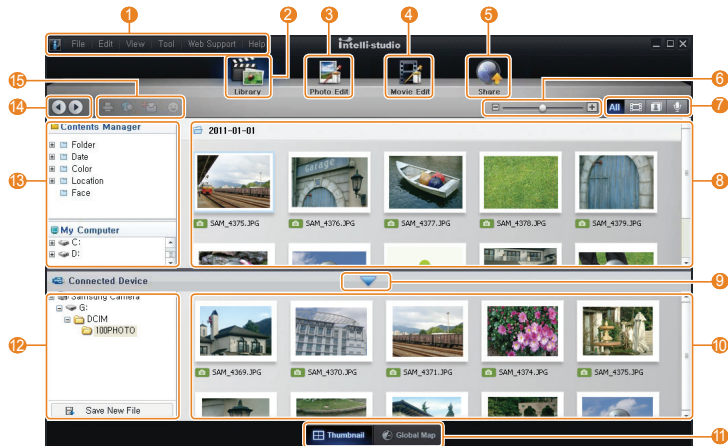 1
2
3
4
5
File Edit View Tool Web Support Help
intelli-studio
Library
Photo Edit
Movie Edit
Share
6
7
15
14
All
Contents Manager
Folder
Date
Color
Location
Face
13
My Computer
C:
D:
2011-01-01
SAM_4375.JPG
SAM_4376.JPG
SAM_4377.JPG
SAM_4378.JPG
SAM_4379.JPG
8
Connected Device
9
Samsung Camera
G:
DCIM
100PHOTO
12
Save New File
SAM_4369.JPG
SAM_4370.JPG
SAM_4371.JPG
SAM_4374.JPG
SAM_4375.JPG
10
Thumbnail
Global Map
11